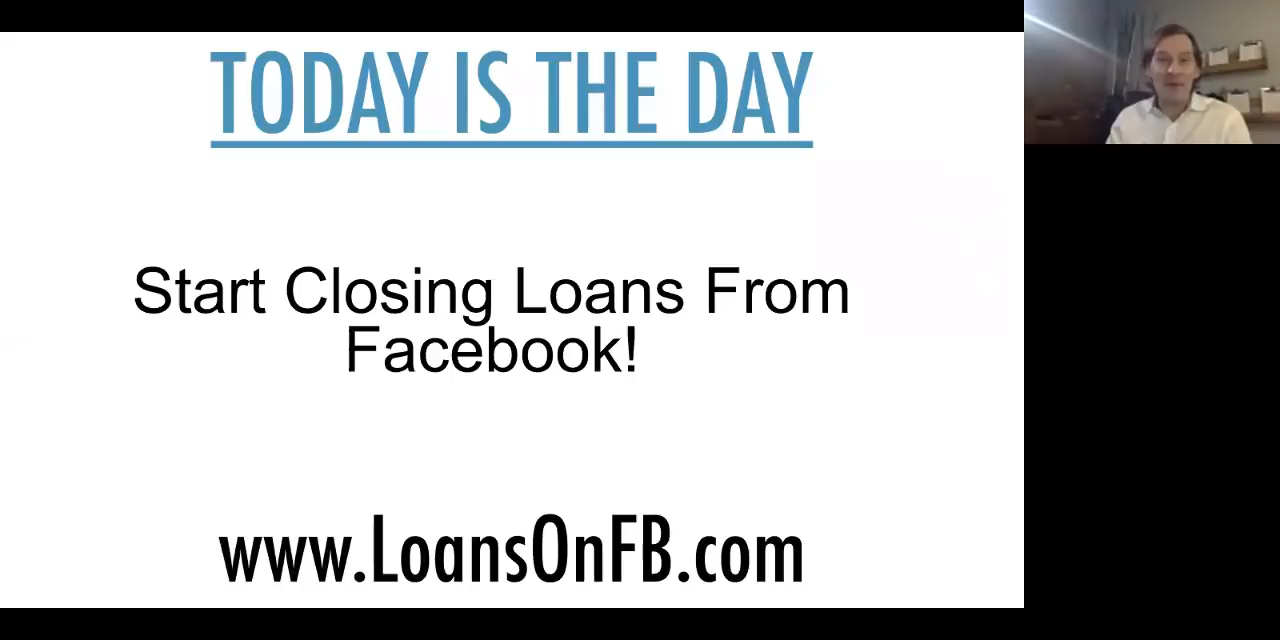 TODAY IS THE DAY
Start Closing Loans From
Facebook!
www.LoansOnFB.com